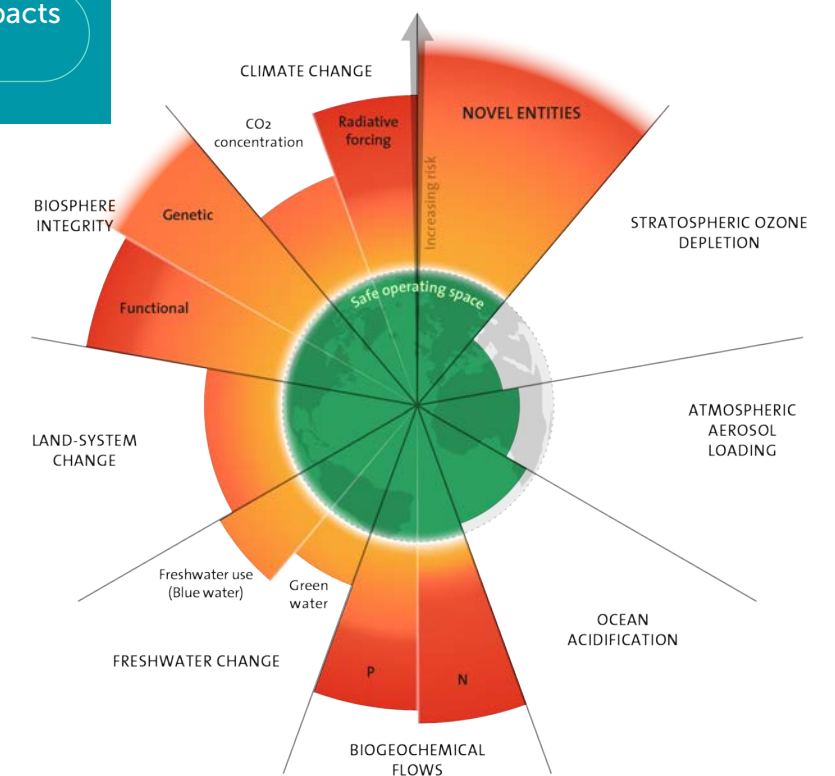 CLIMATE CHANGE
CO2
concentration
Radiative
forcing
NOVEL ENTITIES
Increasing risk
BIOSPHERE
INTEGRITY
Genetic
Functional
STRATOSPHERIC OZONE
DEPLETION
Safe operating space
LAND-SYSTEM
CHANGE
ATMOSPHERIC
AEROSOL
LOADING
Freshwater use
(Blue water)
Green
water
FRESHWATER CHANGE
OCEAN
ACIDIFICATION
P
N
BIOGEOCHEMICAL
FLOWS